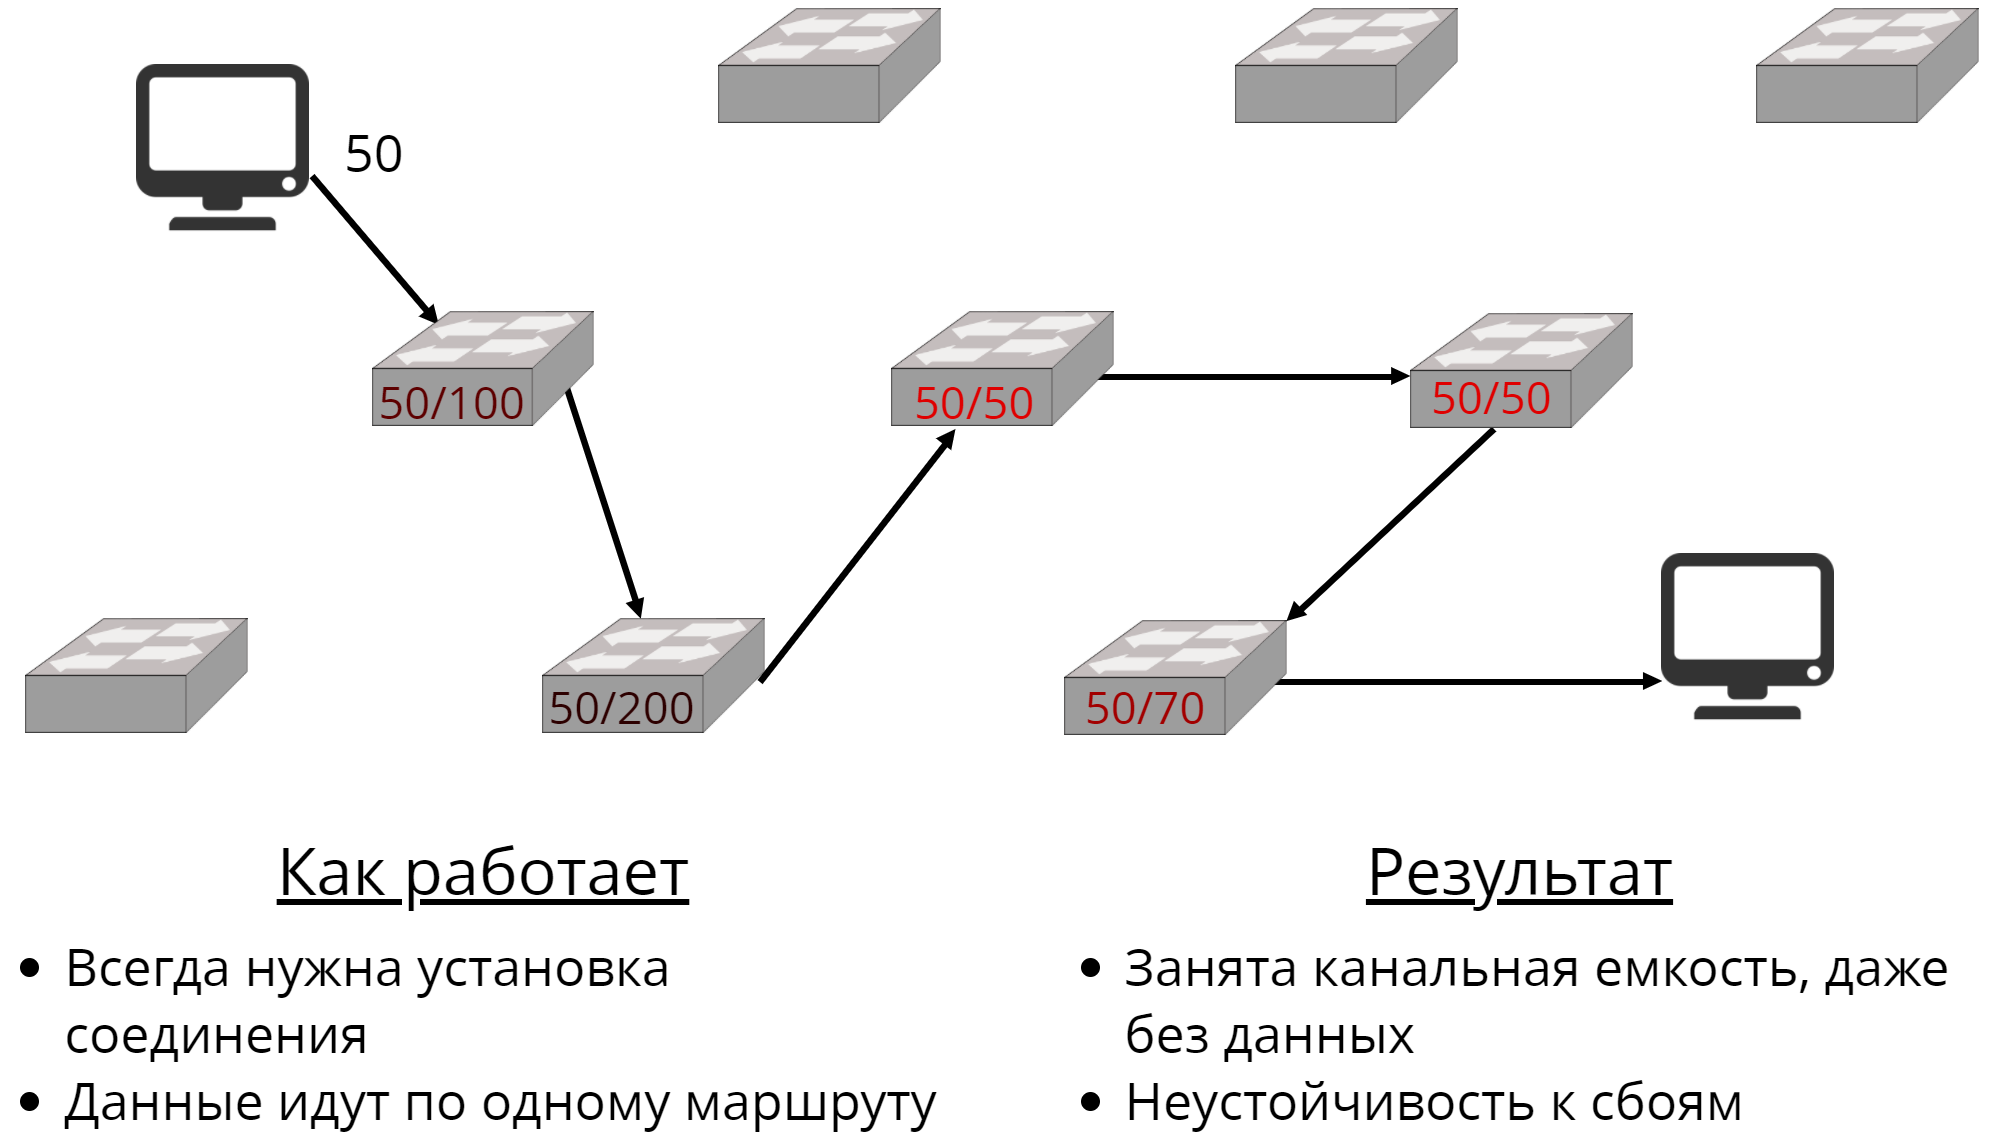 50
50/100
50/50
50/50
50/200
50/70
Как работает
• Всегда нужна установка
соединения
• Данные идут по одному маршруту
Результат
• Занята канальная емкость, даже
без данных
• Неустойчивость к сбоям